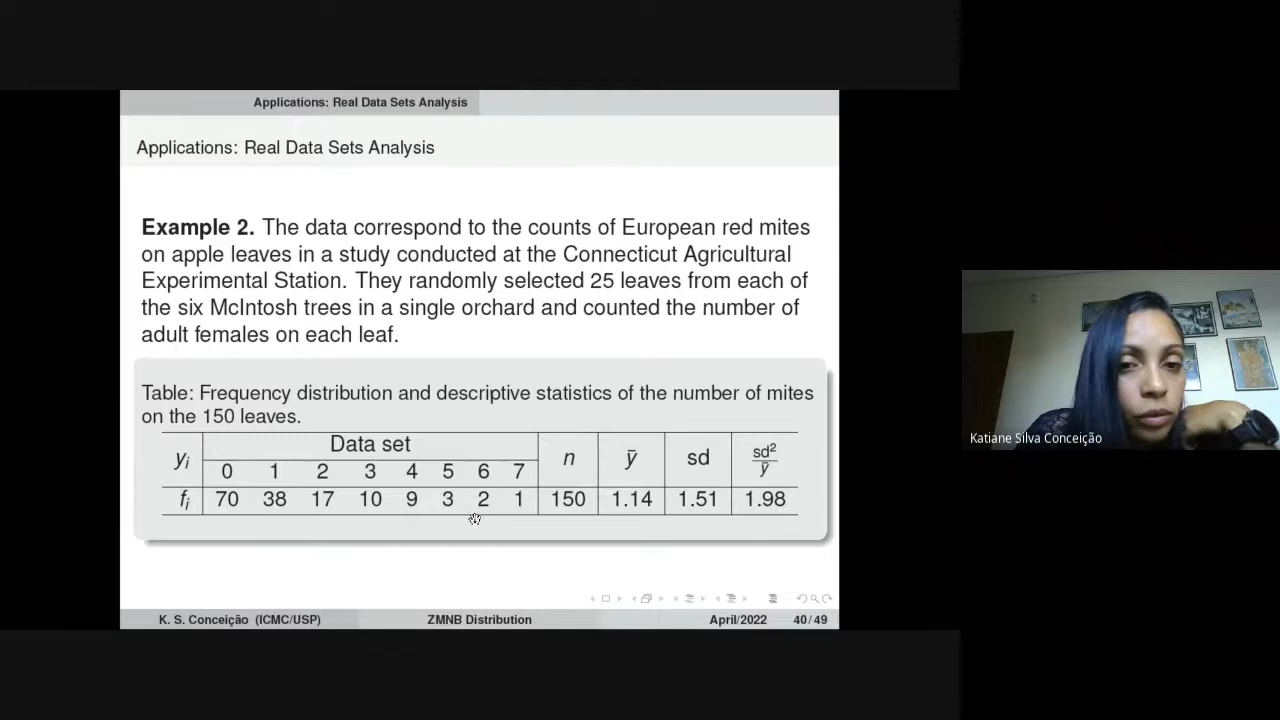 Applications: Real Data Sets Analysis
Applications: Real Data Sets Analysis
Example 2. The data correspond to the counts of European red mites
on apple leaves in a study conducted at the Connecticut Agricultural
Experimental Station. They randomly selected 25 leaves from each of
the six McIntosh trees in a single orchard and counted the number of
adult females on each leaf.
Table: Frequency distribution and descriptive statistics of the number of mites
on the 150 leaves.
yᵢ Data set n ȳ sd sd²/ȳ
0 1 2 3 4 5 6 7
fᵢ 70 38 17 10 9 3 2 1 150 1.14 1.51 1.98
K. S. Conceição (ICMC/USP) ZMNB Distribution April/2022 40/49
Katiane Silva Conceição